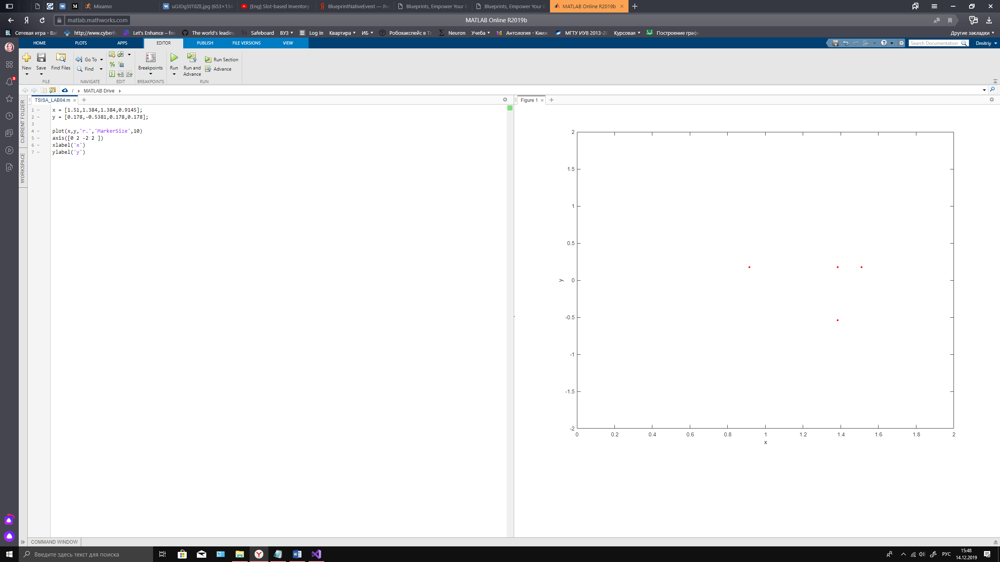 Mixamo
uGJDg5tT0ZE.jpg (653×134
[Eng] Slot-based Inventory
BlueprintNativeEvent — Ян
Blueprints, Empower Your E
Blueprints, Empower Your E
MATLAB Online R2019b
matlab.mathworks.com
MATLAB Online R2019b
BL Сетевая игра - Bat
http://www.cyberfo
Let's Enhance – free
The world's leading
Safeboard
ВУЗ
Log In
Квартира
ИБ
Робохакспейс в Те
Neuron
Учеба
Антология - Книж
МГТУ ИУ8 2013-20
Курсовая
Построение графи
Другие закладки
HOME PLOTS APPS EDITOR PUBLISH FILE VERSIONS VIEW
Search Documentation
Dmitriy
3
New Save Find Files
Go To
Find
Breakpoints
Run
Run and Advance
Run Section
Advance
FILE NAVIGATE EDIT BREAKPOINTS RUN
/ MATLAB Drive
CURRENT FOLDER
WORKSPACE
TSISA_LAB04.m
1 x = [1.51,1.384,1.384,0.9145];
2 y = [0.178,-0.5381,0.178,0.178];
3
4 plot(x,y,'r.','MarkerSize',10)
5 axis([0 2 -2 2 ])
6 xlabel('x')
7 ylabel('y')
Figure 1
2
1.5
1
0.5
0
-0.5
-1
-1.5
-2
y
0 0.2 0.4 0.6 0.8 1 1.2 1.4 1.6 1.8 2
x
COMMAND WINDOW
Введите здесь текст для поиска
РУС
15:48
14.12.2019